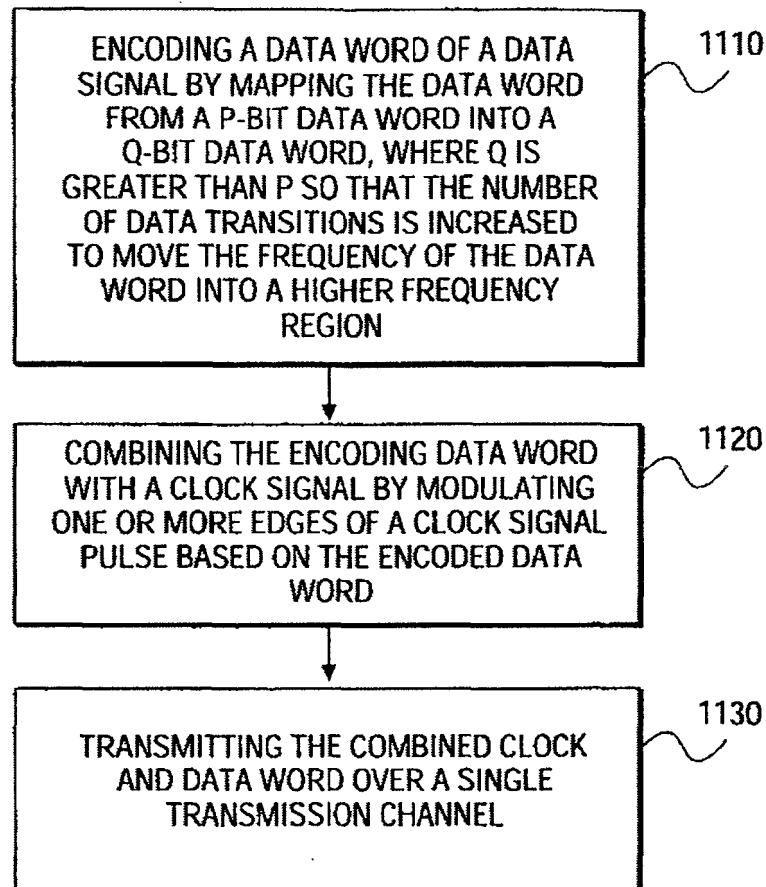 ENCODING A DATA WORD OF A DATA
SIGNAL BY MAPPING THE DATA WORD
FROM A P-BIT DATA WORD INTO A
Q-BIT DATA WORD, WHERE Q IS
GREATER THAN P SO THAT THE NUMBER
OF DATA TRANSITIONS IS INCREASED
TO MOVE THE FREQUENCY OF THE DATA
WORD INTO A HIGHER FREQUENCY
REGION
1110
COMBINING THE ENCODING DATA WORD
WITH A CLOCK SIGNAL BY MODULATING
ONE OR MORE EDGES OF A CLOCK SIGNAL
PULSE BASED ON THE ENCODED DATA
WORD
1120
TRANSMITTING THE COMBINED CLOCK
AND DATA WORD OVER A SINGLE
TRANSMISSION CHANNEL
1130